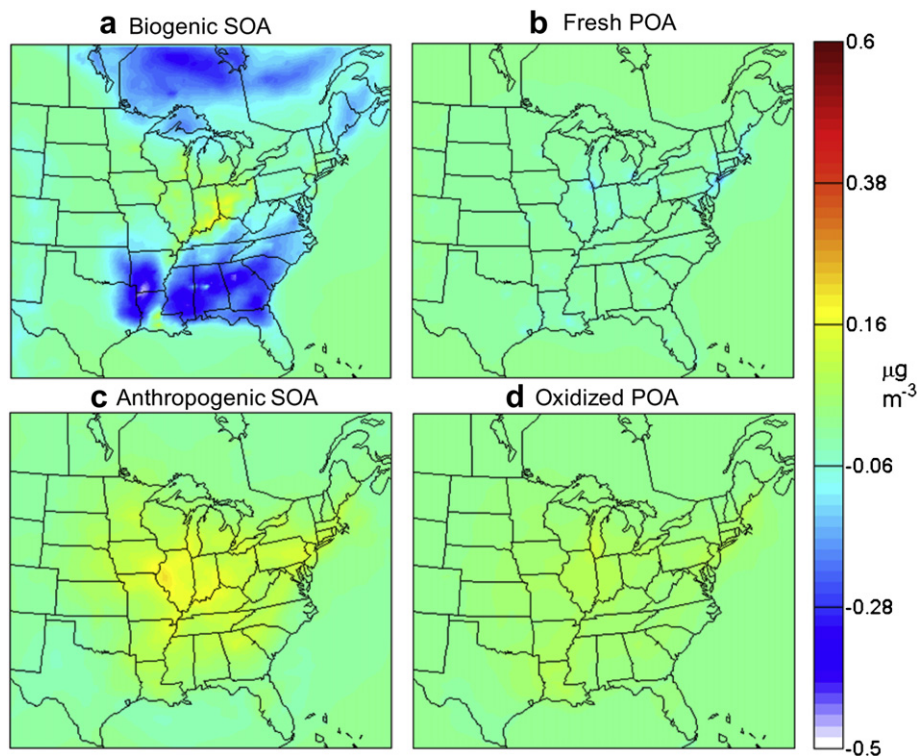 a Biogenic SOA
b Fresh POA
c Anthropogenic SOA
d Oxidized POA
0.6
0.38
0.16
μg
m-3
-0.06
-0.28
-0.5